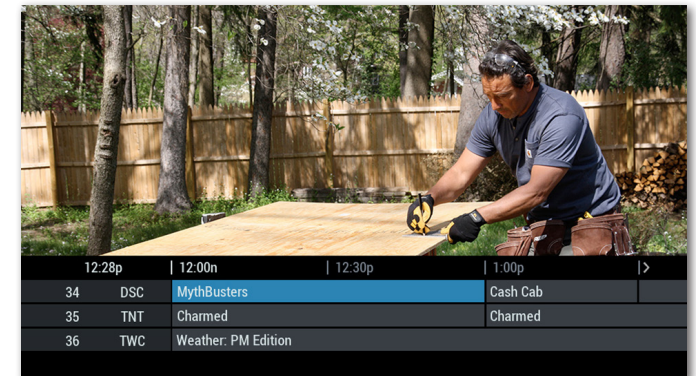 12:28p | 12:00n | 12:30p | 1:00p | >
34 DSC MythBusters Cash Cab
35 TNT Charmed Charmed
36 TWC Weather: PM Edition